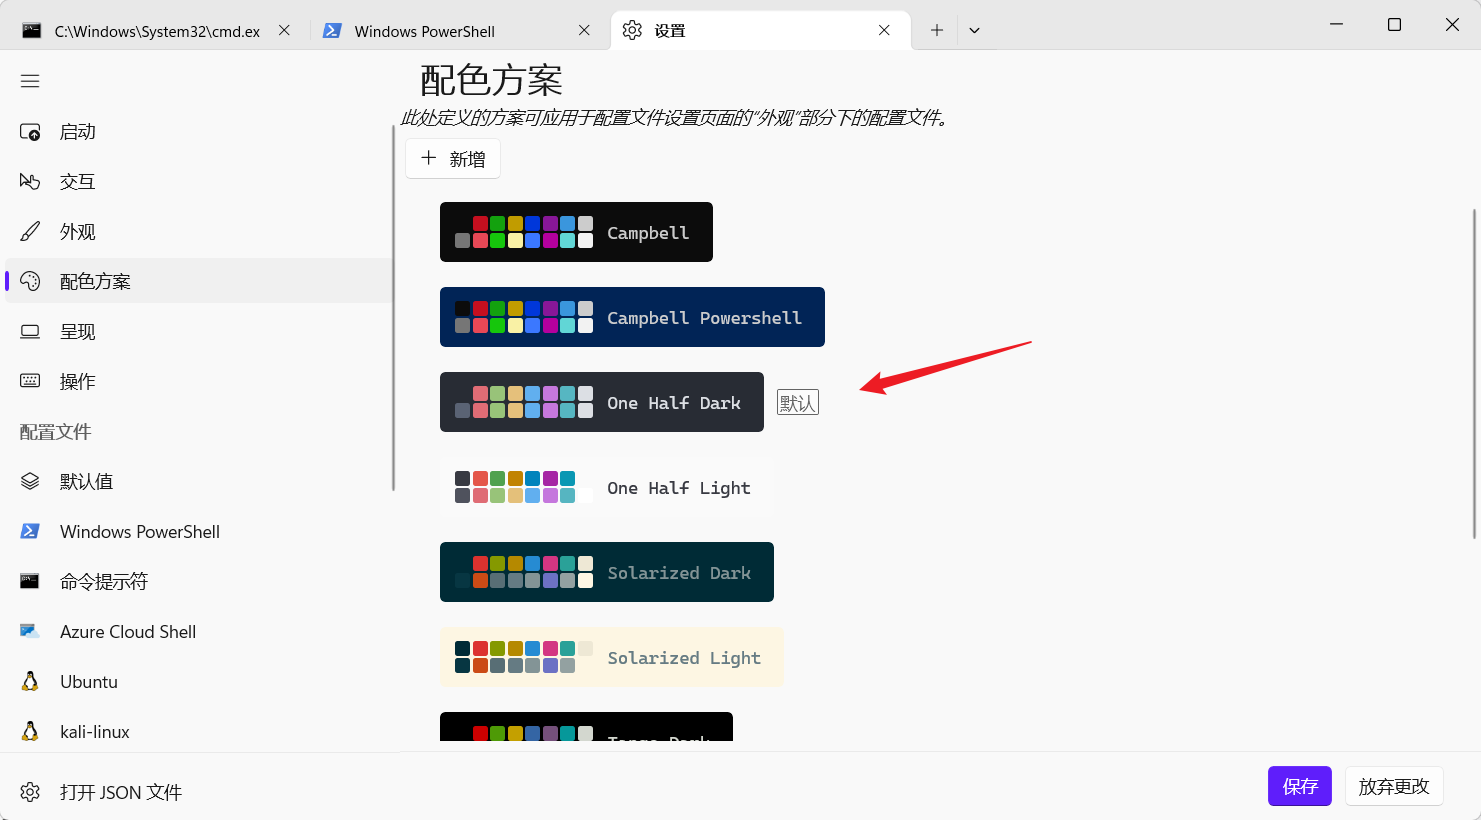 C:\Windows\System32\cmd.ex
Windows PowerShell
设置
启动
交互
外观
配色方案
呈现
操作
配置文件
默认值
Windows PowerShell
命令提示符
Azure Cloud Shell
Ubuntu
kali-linux
打开 JSON 文件
配色方案
此处定义的方案可应用于配置文件设置页面的“外观”部分下的配置文件。
新增
Campbell
Campbell Powershell
One Half Dark 默认
One Half Light
Solarized Dark
Solarized Light
Tango Dark
保存 放弃更改